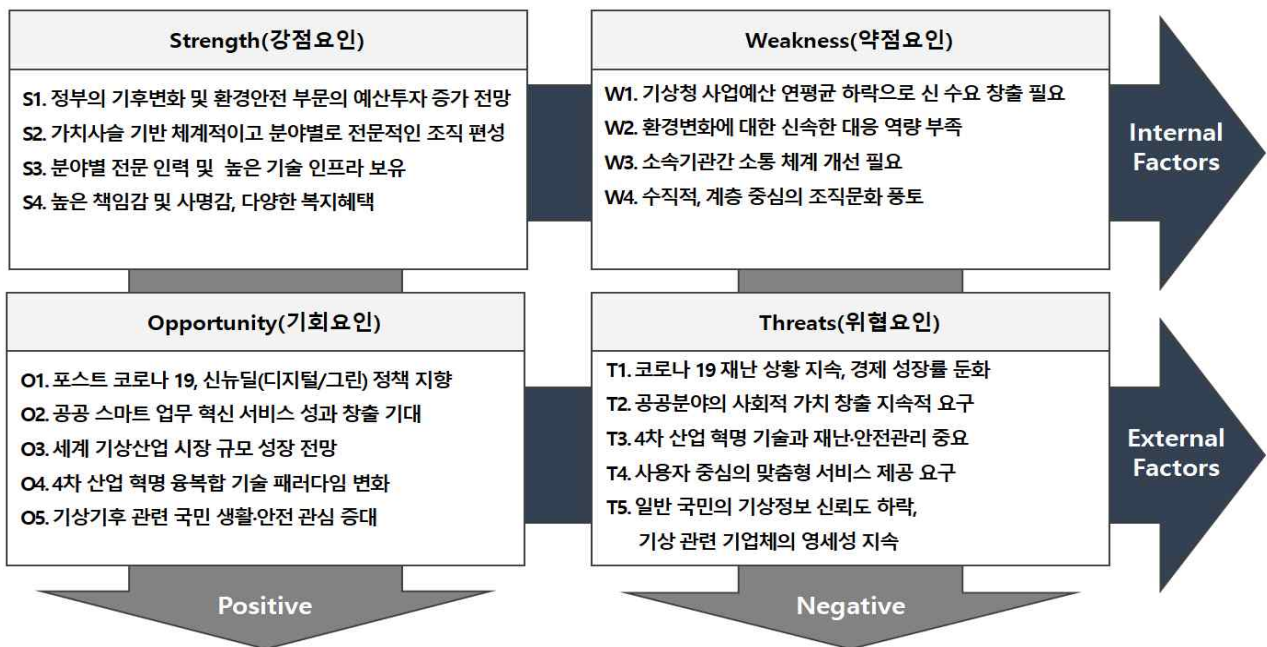 Strength(강점요인)
S1. 정부의 기후변화 및 환경안전 부문의 예산투자 증가 전망
S2. 가치사슬 기반 체계적이고 분야별로 전문적인 조직 편성
S3. 분야별 전문 인력 및 높은 기술 인프라 보유
S4. 높은 책임감 및 사명감, 다양한 복지혜택
Weakness(약점요인)
W1. 기상청 사업예산 연평균 하락으로 신 수요 창출 필요
W2. 환경변화에 대한 신속한 대응 역량 부족
W3. 소속기관간 소통 체계 개선 필요
W4. 수직적, 계층 중심의 조직문화 풍토
Internal
Factors
Opportunity(기회요인)
O1. 포스트 코로나 19, 신뉴딜(디지털/그린) 정책 지향
O2. 공공 스마트 업무 혁신 서비스 성과 창출 기대
O3. 세계 기상산업 시장 규모 성장 전망
O4. 4차 산업 혁명 융복합 기술 패러다임 변화
O5. 기상기후 관련 국민 생활·안전 관심 증대
Threats(위협요인)
T1. 코로나 19 재난 상황 지속, 경제 성장률 둔화
T2. 공공분야의 사회적 가치 창출 지속적 요구
T3. 4차 산업 혁명 기술과 재난·안전관리 중요
T4. 사용자 중심의 맞춤형 서비스 제공 요구
T5. 일반 국민의 기상정보 신뢰도 하락,
기상 관련 기업체의 영세성 지속
External
Factors
Positive
Negative